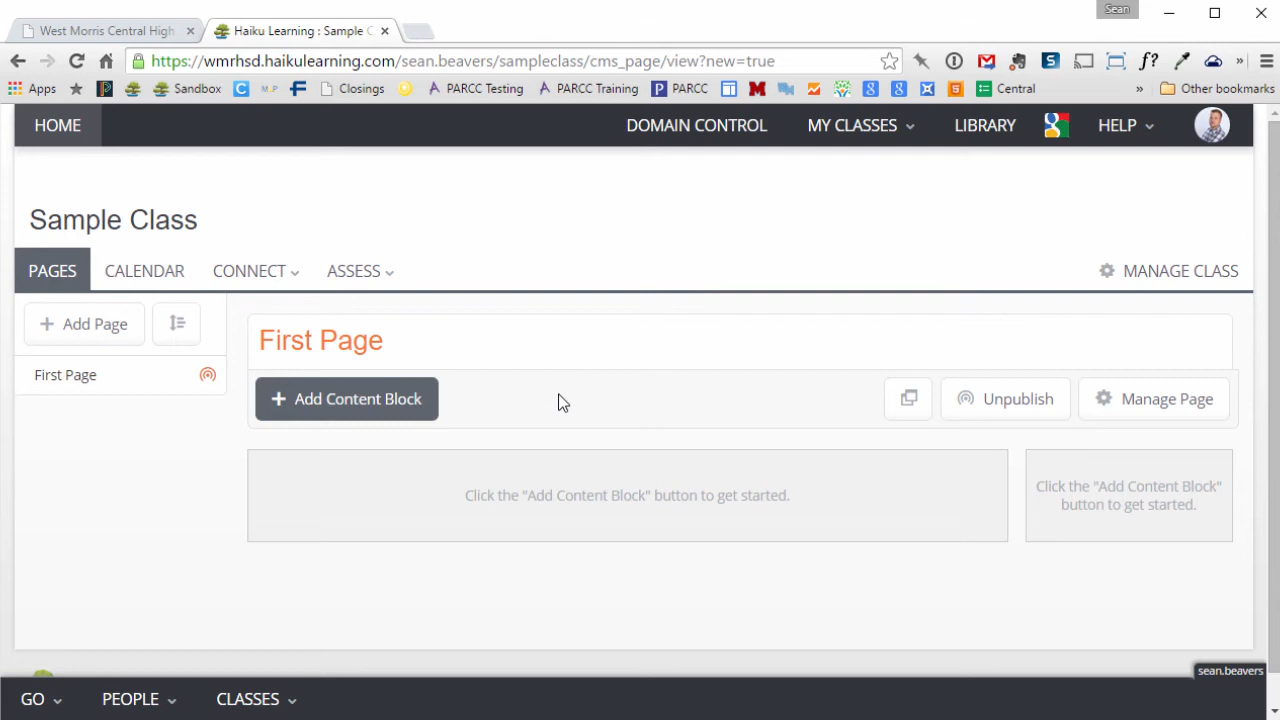 Sean
West Morris Central High
Haiku Learning : Sample C
https://wmrhsd.haikulearning.com/sean.beavers/sampleclass/cms_page/view?new=true
Apps Sandbox Closings PARCC Testing PARCC Training PARCC Central » Other bookmarks
HOME DOMAIN CONTROL MY CLASSES LIBRARY HELP
Sample Class
PAGES CALENDAR CONNECT ASSESS MANAGE CLASS
+ Add Page
First Page
First Page
+ Add Content Block Unpublish Manage Page
Click the "Add Content Block" button to get started.
Click the "Add Content Block"
button to get started.
sean.beavers
GO PEOPLE CLASSES